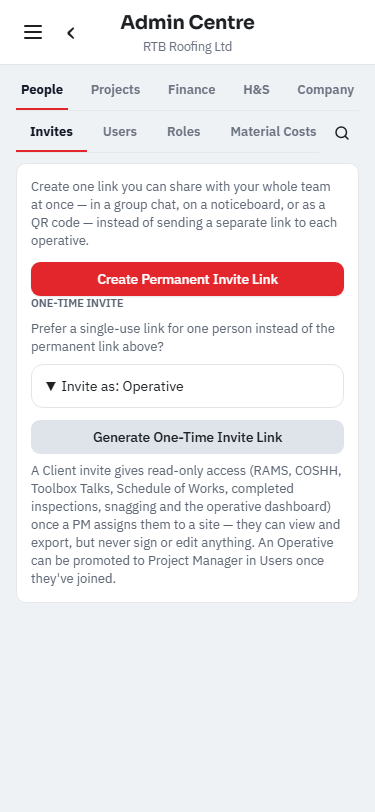 Admin Centre
RTB Roofing Ltd
People Projects Finance H&S Company
Invites Users Roles Material Costs
Create one link you can share with your whole team
at once — in a group chat, on a noticeboard, or as a
QR code — instead of sending a separate link to each
operative.
Create Permanent Invite Link
ONE-TIME INVITE
Prefer a single-use link for one person instead of the
permanent link above?
▼ Invite as: Operative
Generate One-Time Invite Link
A Client invite gives read-only access (RAMS, COSHH,
Toolbox Talks, Schedule of Works, completed
inspections, snagging and the operative dashboard)
once a PM assigns them to a site — they can view and
export, but never sign or edit anything. An Operative
can be promoted to Project Manager in Users once
they've joined.